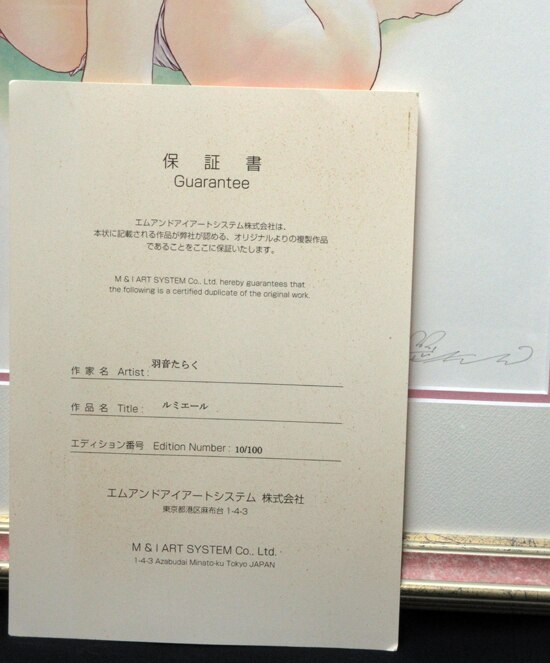 保証書
Guarantee
エムアンドアイアートシステム株式会社は、
本状に記載される作品が弊社が認める、オリジナルよりの複製作品
であることをここに保証いたします。
M & I ART SYSTEM Co., Ltd. hereby guarantees that
the following is a certified duplicate of the original work.
作家名 Artist : 羽音たらく
作品名 Title : ルミエール
エディション番号 Edition Number : 10/100
エムアンドアイアートシステム 株式会社
東京都港区麻布台 1-4-3
M & I ART SYSTEM Co., Ltd.
1-4-3 Azabudai Minato-ku Tokyo JAPAN